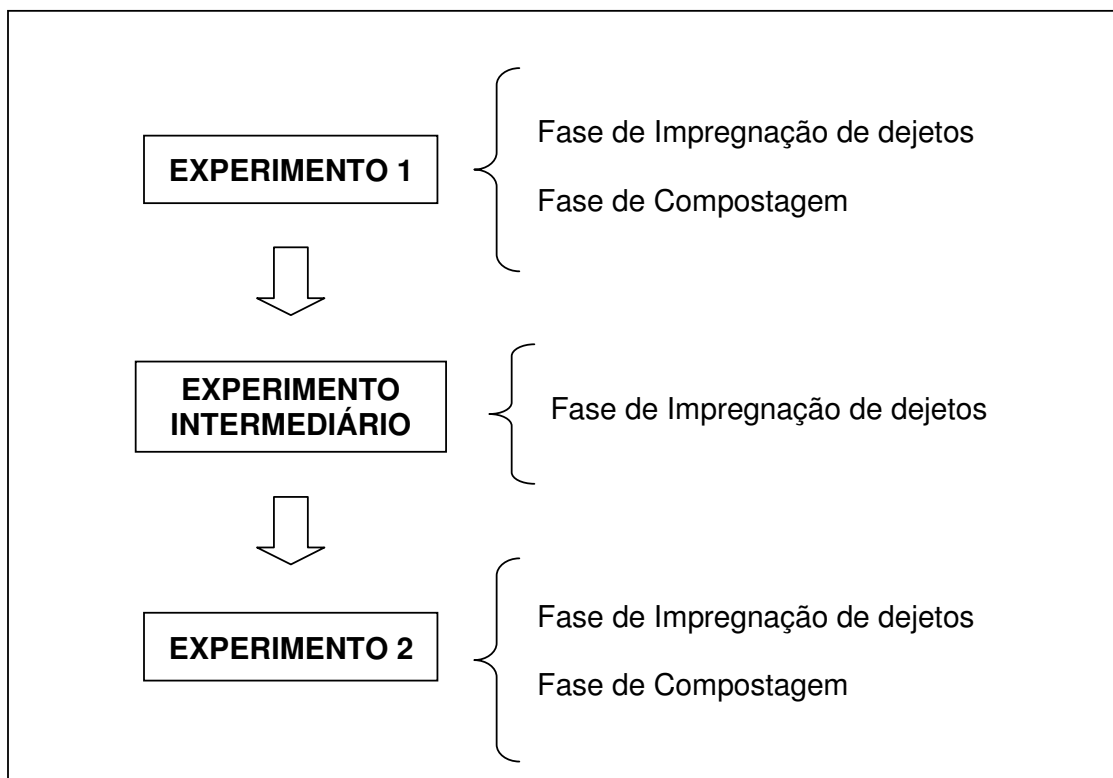 EXPERIMENTO 1
Fase de Impregnação de dejetos
Fase de Compostagem
EXPERIMENTO
INTERMEDIÁRIO
Fase de Impregnação de dejetos
EXPERIMENTO 2
Fase de Impregnação de dejetos
Fase de Compostagem